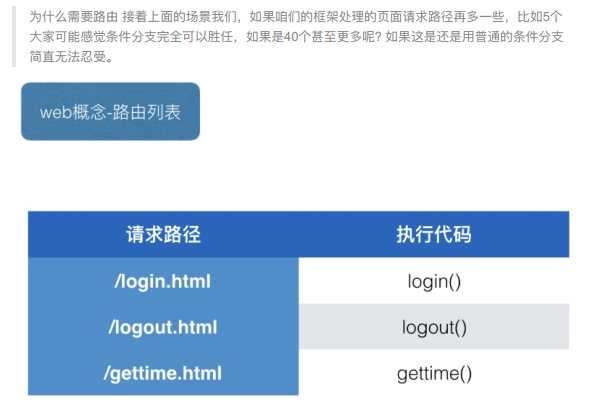 为什么需要路由 接着上面的场景我们，如果咱们的框架处理的页面请求路径再多一些，比如5个
大家可能感觉条件分支完全可以胜任，如果是40个甚至更多呢? 如果这是还是用普通的条件分支
简直无法忍受。
web概念-路由列表
请求路径 执行代码
/login.html login()
/logout.html logout()
/gettime.html gettime()